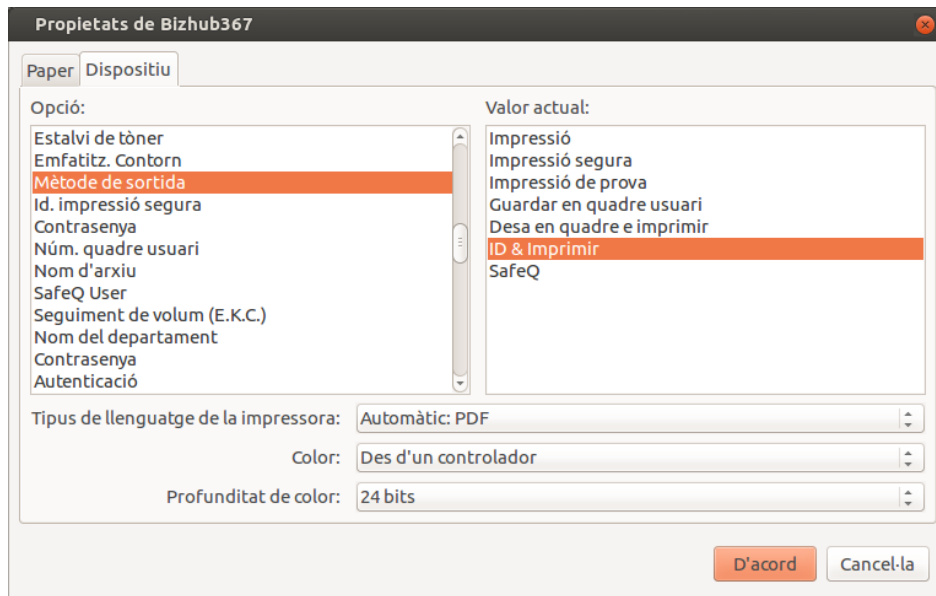 Propietats de Bizhub367
Paper
Dispositiu
Opció:
Estalvi de tòner
Emfatitz. Contorn
Mètode de sortida
Id. impressió segura
Contrasenya
Núm. quadre usuari
Nom d'arxiu
SafeQ User
Seguiment de volum (E.K.C.)
Nom del departament
Contrasenya
Autenticació
Valor actual:
Impressió
Impressió segura
Impressió de prova
Guardar en quadre usuari
Desa en quadre e imprimir
ID & Imprimir
SafeQ
Tipus de llenguatge de la impressora: Automàtic: PDF
Color: Des d'un controlador
Profunditat de color: 24 bits
D'acord
Cancel·la